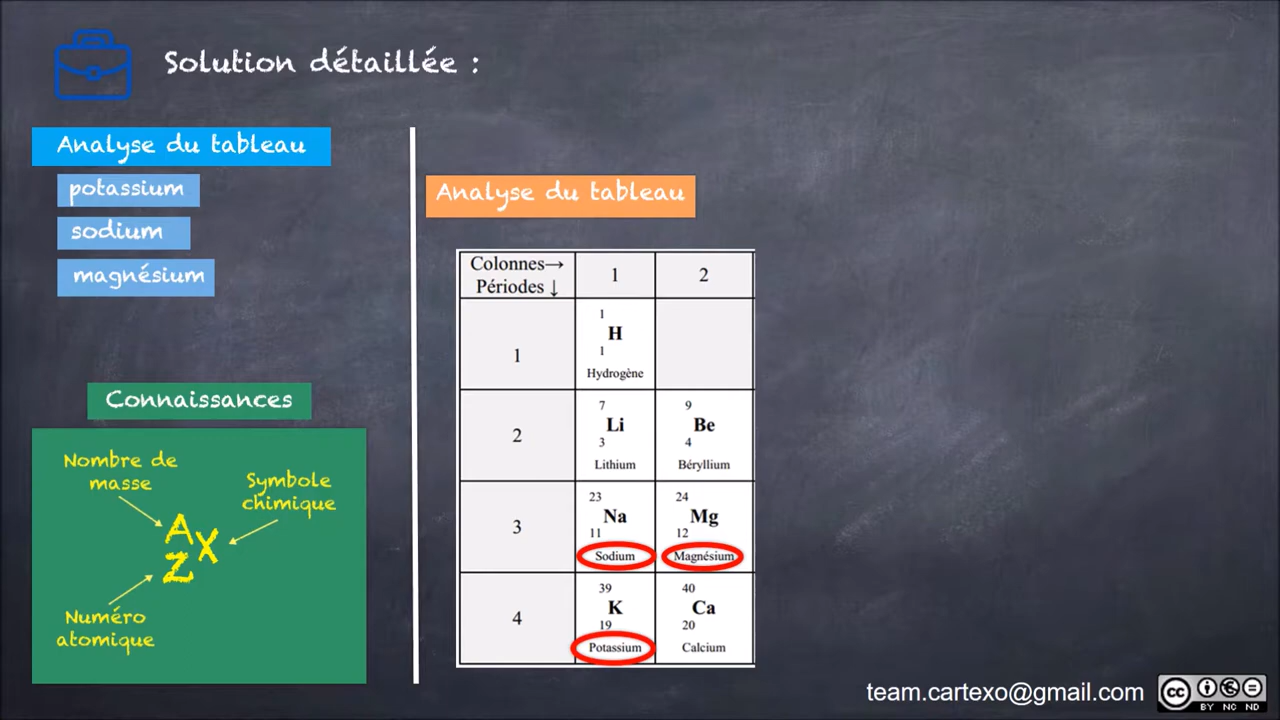 Solution détaillée :
Analyse du tableau
potassium
sodium
magnésium
Connaissances
Nombre de
masse
Symbole
chimique
A
X
Z
Numéro
atomique
Analyse du tableau
Colonnes→ 1 2
Périodes ↓
1
1
H
1
Hydrogène
2
7
Li
3
Lithium
9
Be
4
Béryllium
3
23
Na
11
Sodium
24
Mg
12
Magnésium
4
39
K
19
Potassium
40
Ca
20
Calcium
team.cartexo@gmail.com
cc
BY NC ND